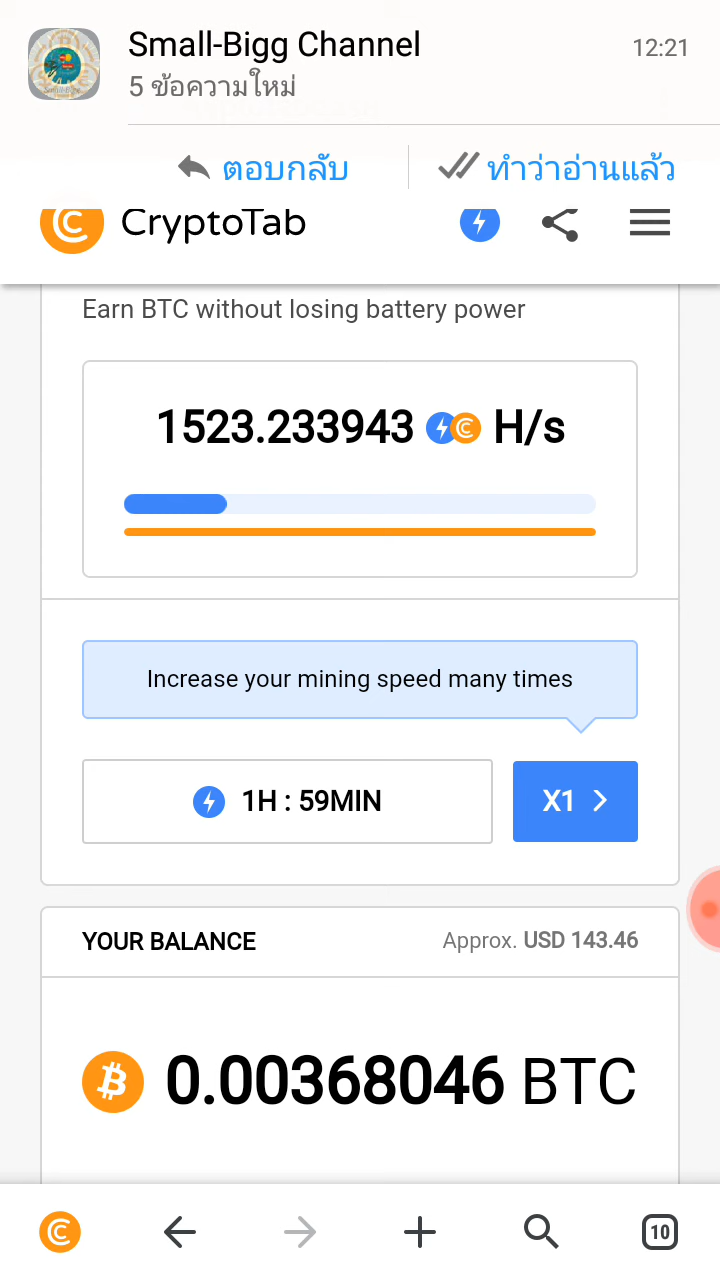 Small-Bigg Channel
12:21
5 ข้อความใหม่
ตอบกลับ
ทำว่าอ่านแล้ว
CryptoTab
Earn BTC without losing battery power
1523.233943 H/s
Increase your mining speed many times
1H : 59MIN
X1
YOUR BALANCE
Approx. USD 143.46
0.00368046 BTC
10